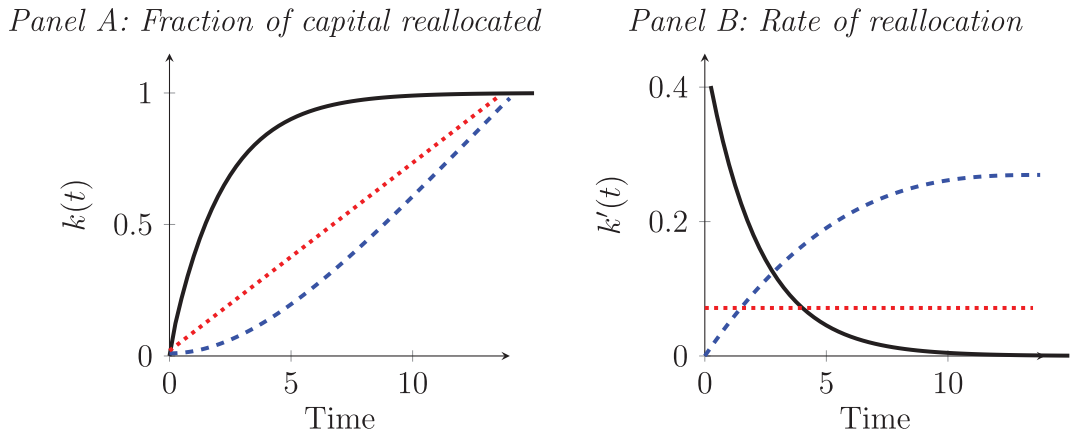 Panel A: Fraction of capital reallocated
1
0.5
0
k(t)
0 5 10
Time
Panel B: Rate of reallocation
0.4
0.2
0
k′(t)
0 5 10
Time